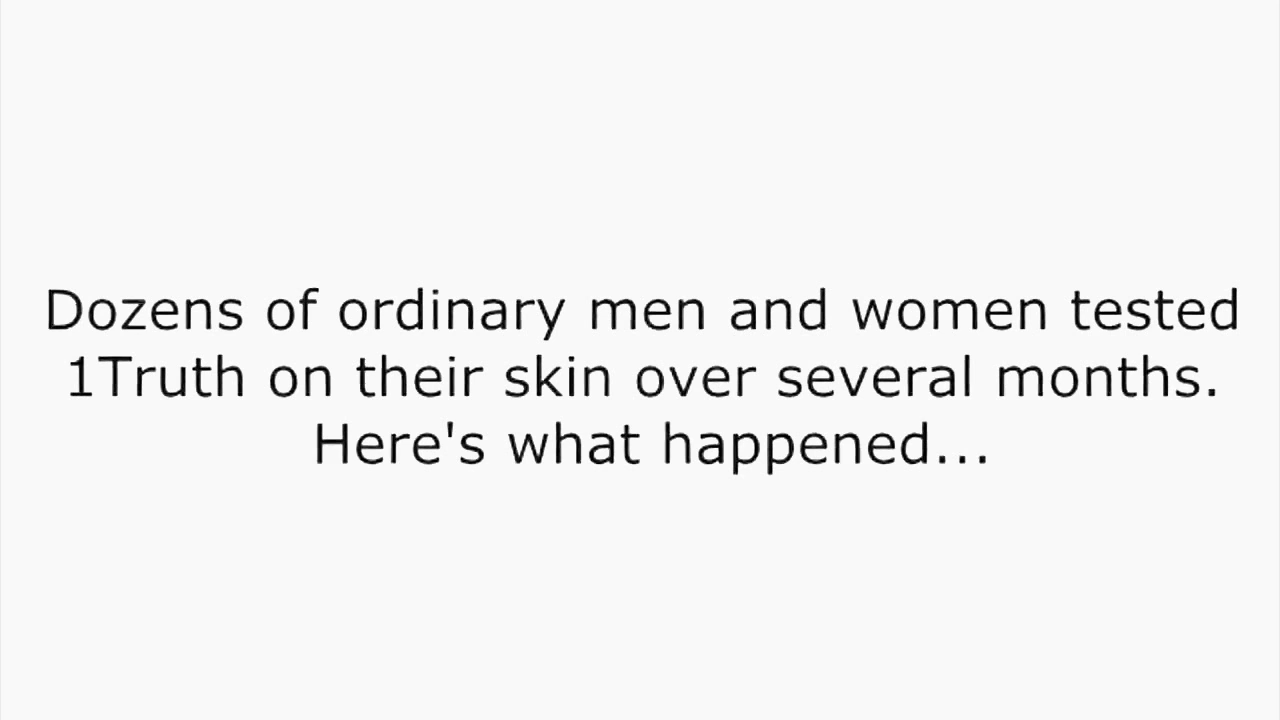 Dozens of ordinary men and women tested
1Truth on their skin over several months.
Here's what happened...